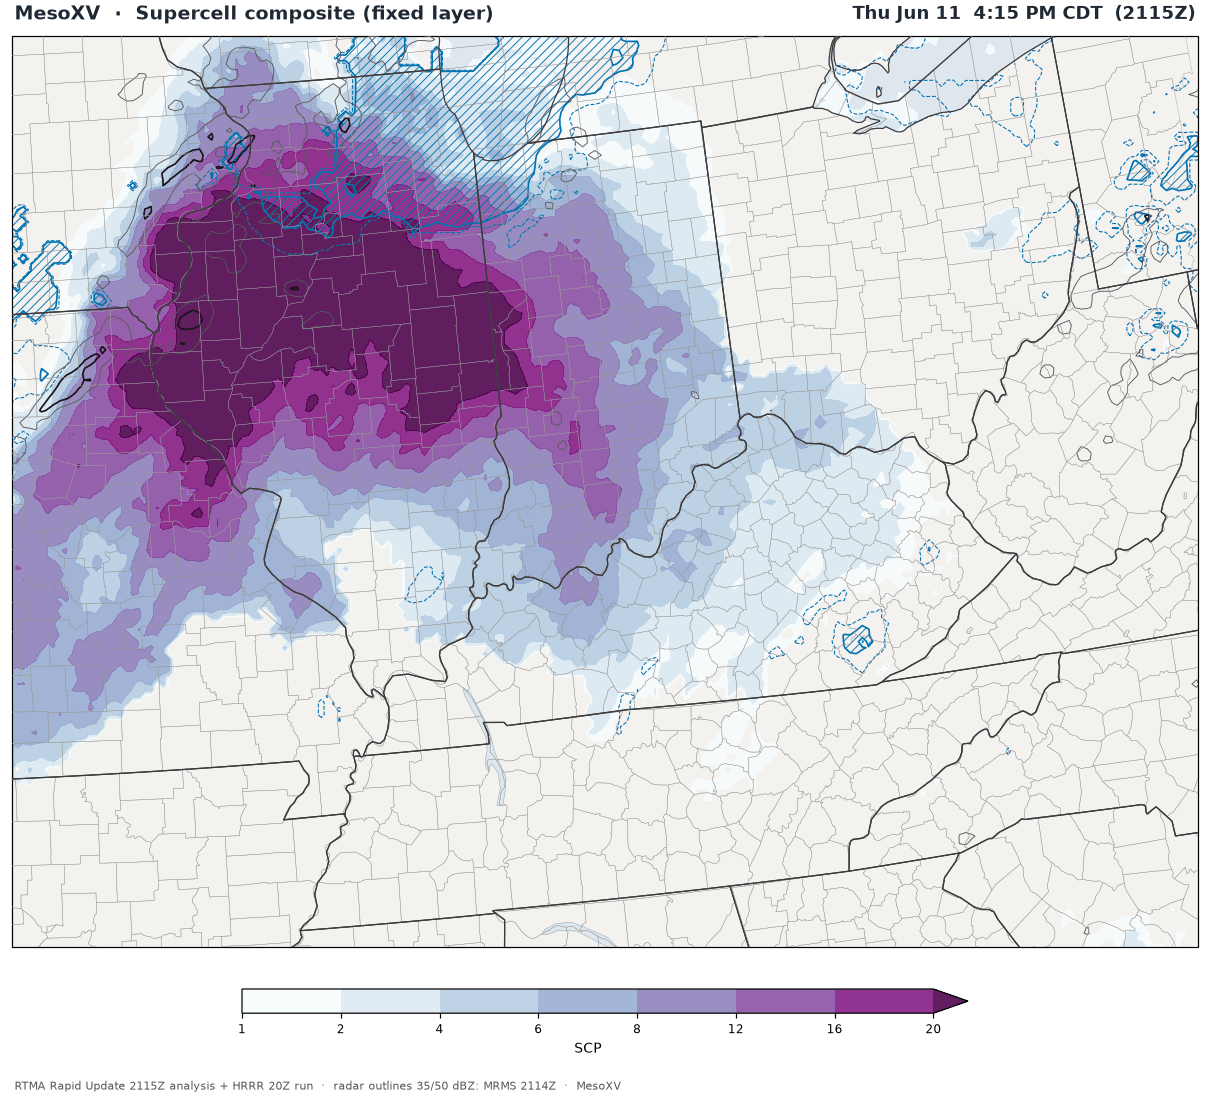 MesoXV · Supercell composite (fixed layer)
Thu Jun 11 4:15 PM CDT (2115Z)
1 2 4 6 8 12 16 20
SCP
RTMA Rapid Update 2115Z analysis + HRRR 20Z run · radar outlines 35/50 dBZ: MRMS 2114Z · MesoXV